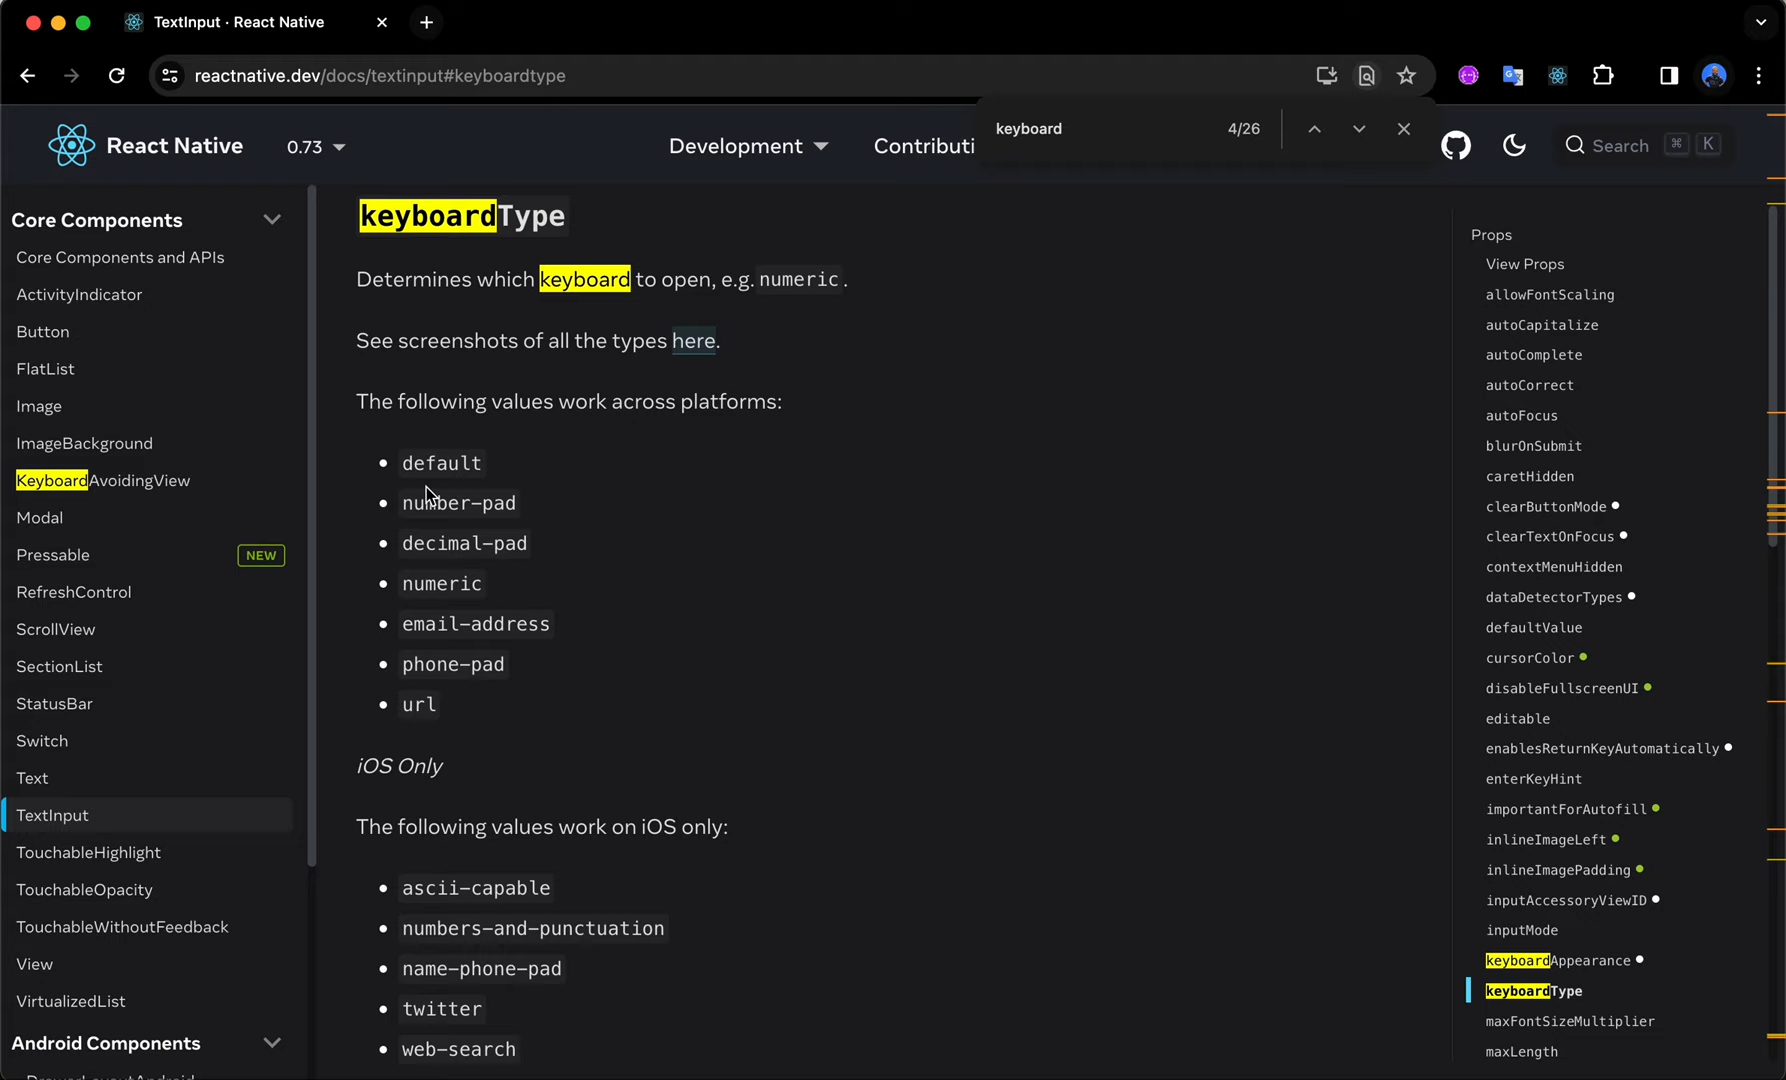 TextInput · React Native
reactnative.dev/docs/textinput#keyboardtype
keyboard
4/26
React Native
0.73
Development
Contributi
Search
⌘
K
Core Components
Core Components and APIs
ActivityIndicator
Button
FlatList
Image
ImageBackground
KeyboardAvoidingView
Modal
Pressable
NEW
RefreshControl
ScrollView
SectionList
StatusBar
Switch
Text
TextInput
TouchableHighlight
TouchableOpacity
TouchableWithoutFeedback
View
VirtualizedList
Android Components
keyboardType
Determines which keyboard to open, e.g. numeric.
See screenshots of all the types here.
The following values work across platforms:
default
number-pad
decimal-pad
numeric
email-address
phone-pad
url
iOS Only
The following values work on iOS only:
ascii-capable
numbers-and-punctuation
name-phone-pad
twitter
web-search
Props
View Props
allowFontScaling
autoCapitalize
autoComplete
autoCorrect
autoFocus
blurOnSubmit
caretHidden
clearButtonMode
clearTextOnFocus
contextMenuHidden
dataDetectorTypes
defaultValue
cursorColor
disableFullscreenUI
editable
enablesReturnKeyAutomatically
enterKeyHint
importantForAutofill
inlineImageLeft
inlineImagePadding
inputAccessoryViewID
inputMode
keyboardAppearance
keyboardType
maxFontSizeMultiplier
maxLength